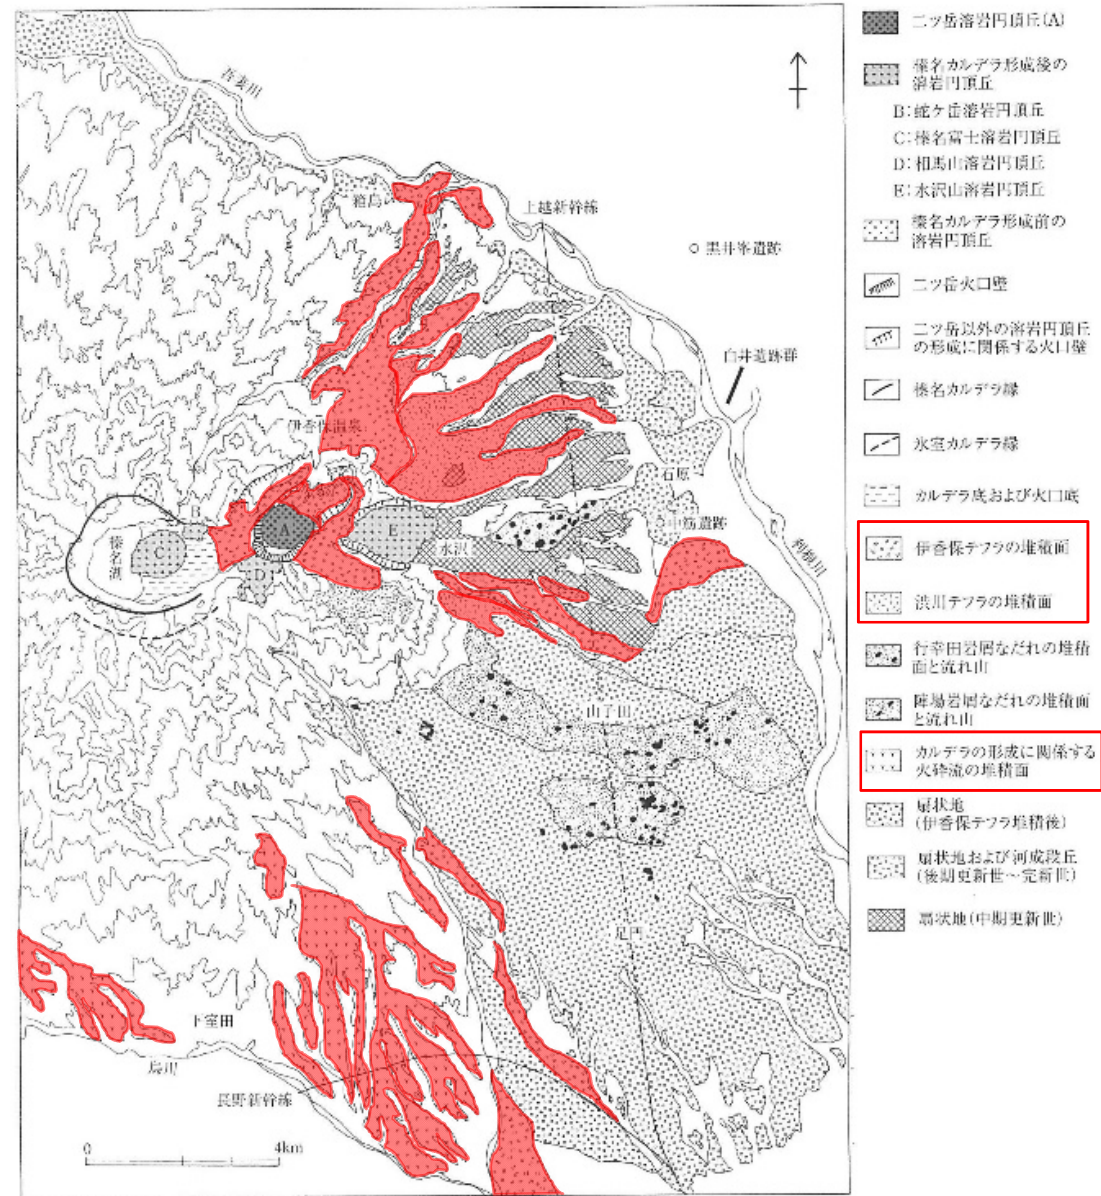 吾妻川
箱島
上越新幹線
黒井峯遺跡
白井遺跡群
伊香保温泉
石原
中筋遺跡
利根川
A
B
C
D
E
榛名湖
水沢
山子田
足門
下室田
烏川
長野新幹線
0
4km
二ツ岳溶岩円頂丘(A)
榛名カルデラ形成後の
溶岩円頂丘
B:蛇ケ岳溶岩円頂丘
C:榛名富士溶岩円頂丘
D:相馬山溶岩円頂丘
E:水沢山溶岩円頂丘
榛名カルデラ形成前の
溶岩円頂丘
二ツ岳火口壁
二ツ岳以外の溶岩円頂丘
の形成に関係する火口壁
榛名カルデラ縁
氷室カルデラ縁
カルデラ底および火口底
伊香保テフラの堆積面
渋川テフラの堆積面
行幸田岩屑なだれの堆積
面と流れ山
陣場岩屑なだれの堆積面
と流れ山
カルデラの形成に関係する
火砕流の堆積面
扇状地
(伊香保テフラ堆積後)
扇状地および河成段丘
(後期更新世~完新世)
扇状地(中期更新世)